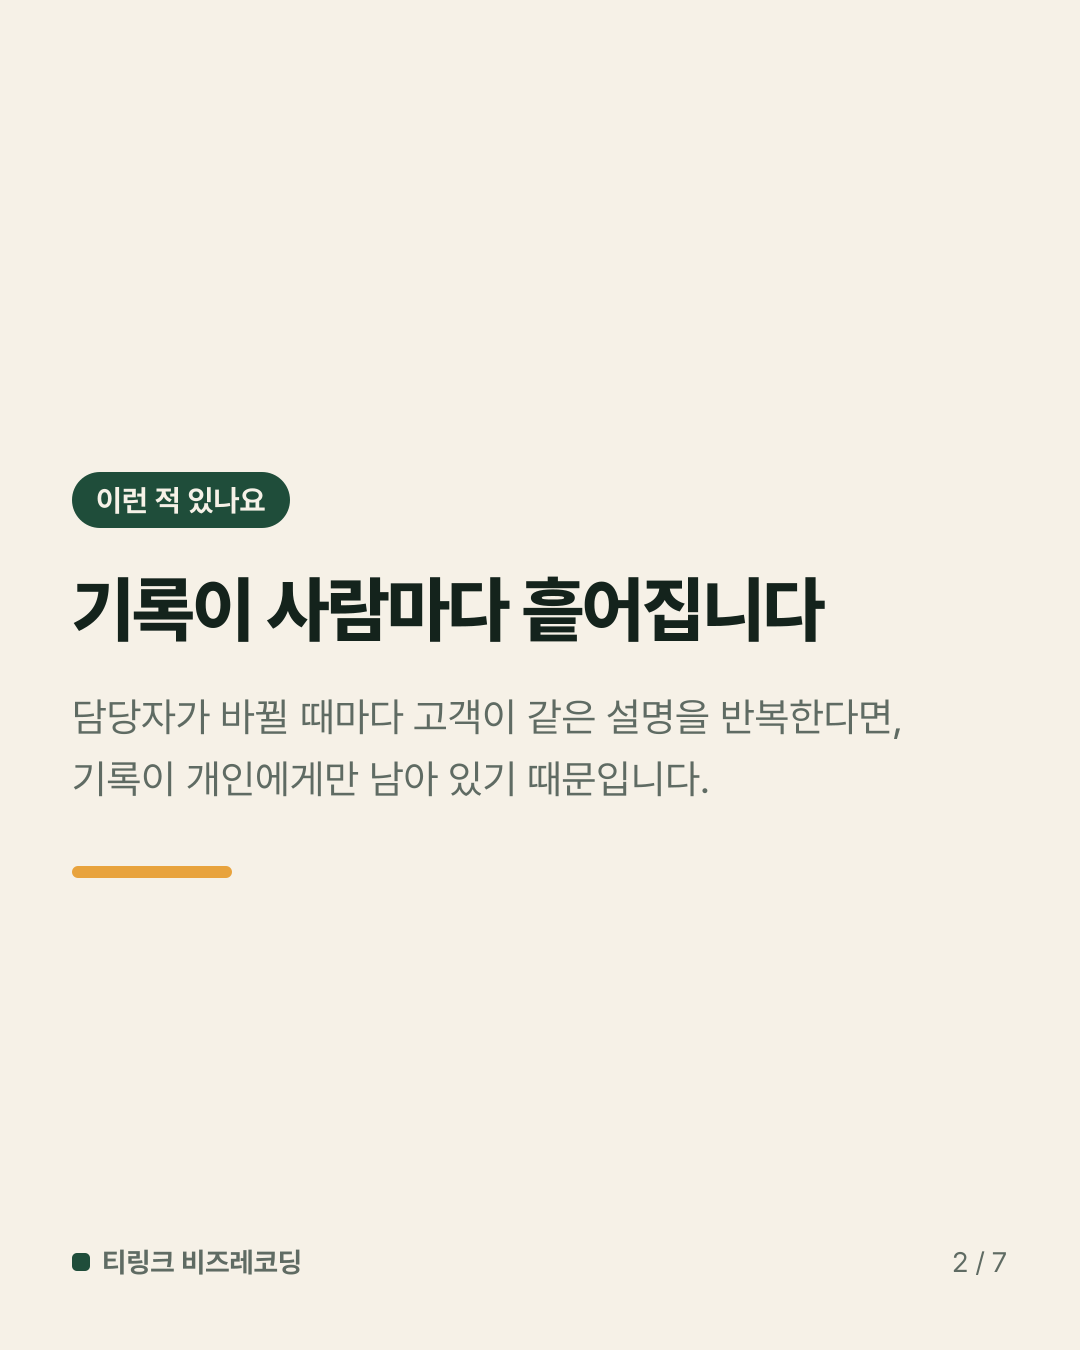 이런 적 있나요
기록이 사람마다 흩어집니다
담당자가 바뀔 때마다 고객이 같은 설명을 반복한다면,
기록이 개인에게만 남아 있기 때문입니다.
티링크 비즈레코딩
2 / 7